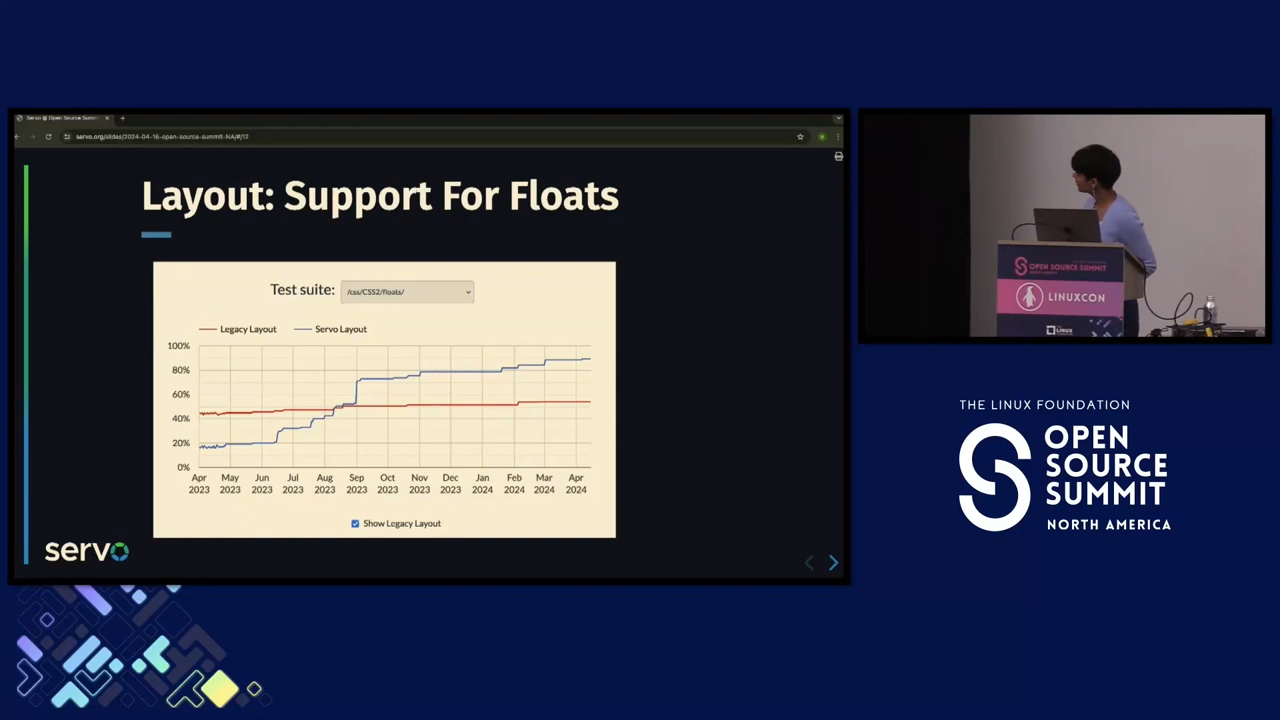 Servo @ Open Source Summ
servo.org/slides/2024-04-16-open-source-summit-NA/#/12
Layout: Support For Floats
Test suite: /css/CSS2/floats/
Legacy Layout Servo Layout
100%
80%
60%
40%
20%
0%
Apr 2023
May 2023
Jun 2023
Jul 2023
Aug 2023
Sep 2023
Oct 2023
Nov 2023
Dec 2023
Jan 2024
Feb 2024
Mar 2024
Apr 2024
Show Legacy Layout
servo
OPEN SOURCE SUMMIT
LINUXCON
LINUX
THE LINUX FOUNDATION
OPEN
SOURCE
SUMMIT
NORTH AMERICA